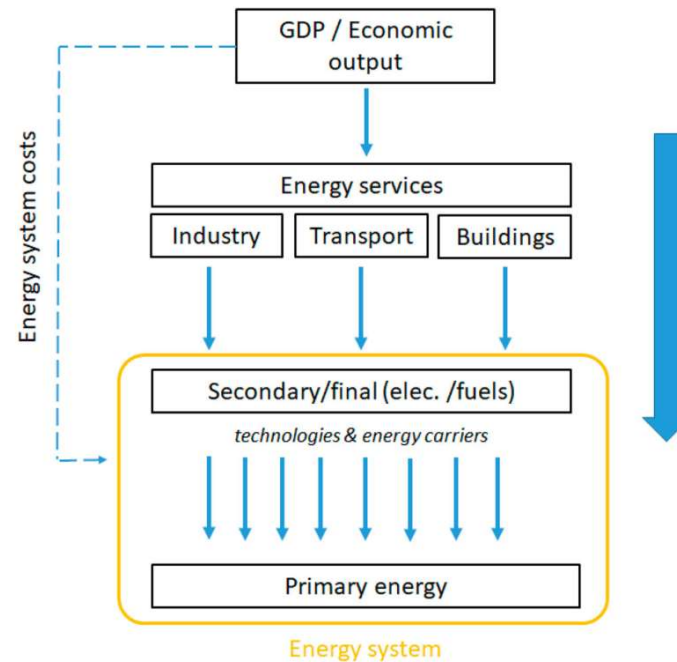 GDP / Economic
output
Energy system costs
Energy services
Industry
Transport
Buildings
Secondary/final (elec. /fuels)
technologies & energy carriers
Primary energy
Energy system